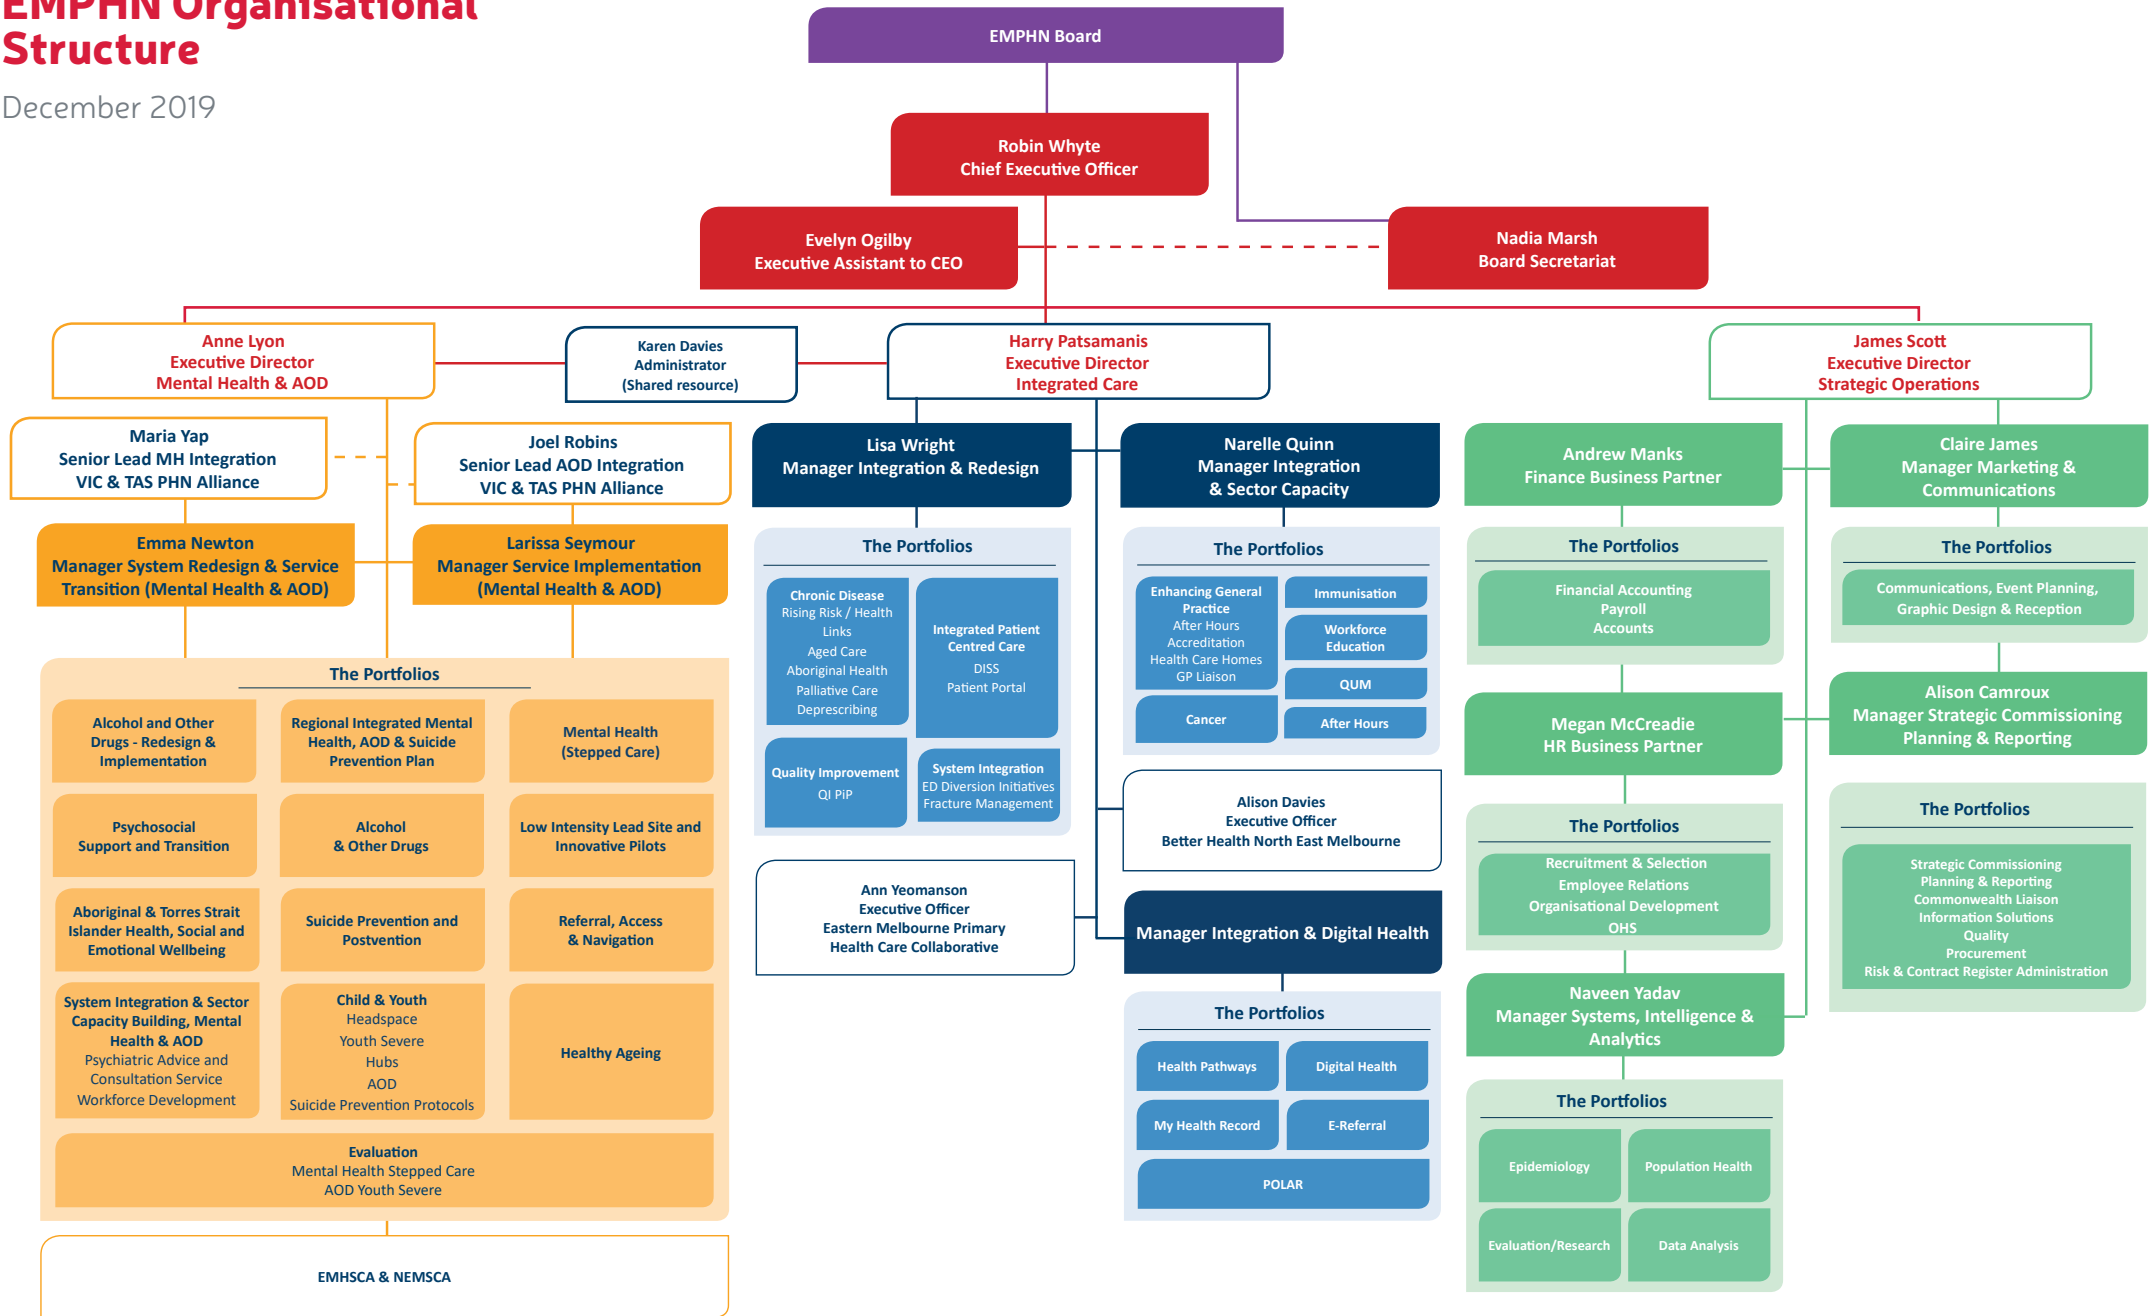 EMPHN Organisational
Structure
December 2019
EMPHN Board
Robin Whyte
Chief Executive Officer
Evelyn Ogilby
Executive Assistant to CEO
Nadia Marsh
Board Secretariat
Anne Lyon
Executive Director
Mental Health & AOD
Karen Davies
Administrator
(Shared resource)
Harry Patsamanis
Executive Director
Integrated Care
James Scott
Executive Director
Strategic Operations
Maria Yap
Senior Lead MH Integration
VIC & TAS PHN Alliance
Joel Robins
Senior Lead AOD Integration
VIC & TAS PHN Alliance
Emma Newton
Manager System Redesign & Service
Transition (Mental Health & AOD)
Larissa Seymour
Manager Service Implementation
(Mental Health & AOD)
The Portfolios
Alcohol and Other
Drugs - Redesign &
Implementation
Regional Integrated Mental
Health, AOD & Suicide
Prevention Plan
Mental Health
(Stepped Care)
Psychosocial
Support and Transition
Alcohol
& Other Drugs
Low Intensity Lead Site and
Innovative Pilots
Aboriginal & Torres Strait
Islander Health, Social and
Emotional Wellbeing
Suicide Prevention and
Postvention
Referral, Access
& Navigation
System Integration & Sector
Capacity Building, Mental
Health & AOD
Psychiatric Advice and
Consultation Service
Workforce Development
Child & Youth
Headspace
Youth Severe
Hubs
AOD
Suicide Prevention Protocols
Healthy Ageing
Evaluation
Mental Health Stepped Care
AOD Youth Severe
EMHSCA & NEMSCA
Lisa Wright
Manager Integration & Redesign
The Portfolios
Chronic Disease
Rising Risk / Health
Links
Aged Care
Aboriginal Health
Palliative Care
Deprescribing
Integrated Patient
Centred Care
DISS
Patient Portal
Quality Improvement
QI PiP
System Integration
ED Diversion Initiatives
Fracture Management
Ann Yeomanson
Executive Officer
Eastern Melbourne Primary
Health Care Collaborative
Narelle Quinn
Manager Integration
& Sector Capacity
The Portfolios
Enhancing General
Practice
After Hours
Accreditation
Health Care Homes
GP Liaison
Cancer
Immunisation
Workforce
Education
QUM
After Hours
Alison Davies
Executive Officer
Better Health North East Melbourne
Manager Integration & Digital Health
The Portfolios
Health Pathways
Digital Health
My Health Record
E-Referral
POLAR
Andrew Manks
Finance Business Partner
The Portfolios
Financial Accounting
Payroll
Accounts
Megan McCreadie
HR Business Partner
The Portfolios
Recruitment & Selection
Employee Relations
Organisational Development
OHS
Naveen Yadav
Manager Systems, Intelligence &
Analytics
The Portfolios
Epidemiology
Population Health
Evaluation/Research
Data Analysis
Claire James
Manager Marketing &
Communications
The Portfolios
Communications, Event Planning,
Graphic Design & Reception
Alison Camroux
Manager Strategic Commissioning
Planning & Reporting
The Portfolios
Strategic Commissioning
Planning & Reporting
Commonwealth Liaison
Information Solutions
Quality
Procurement
Risk & Contract Register Administration